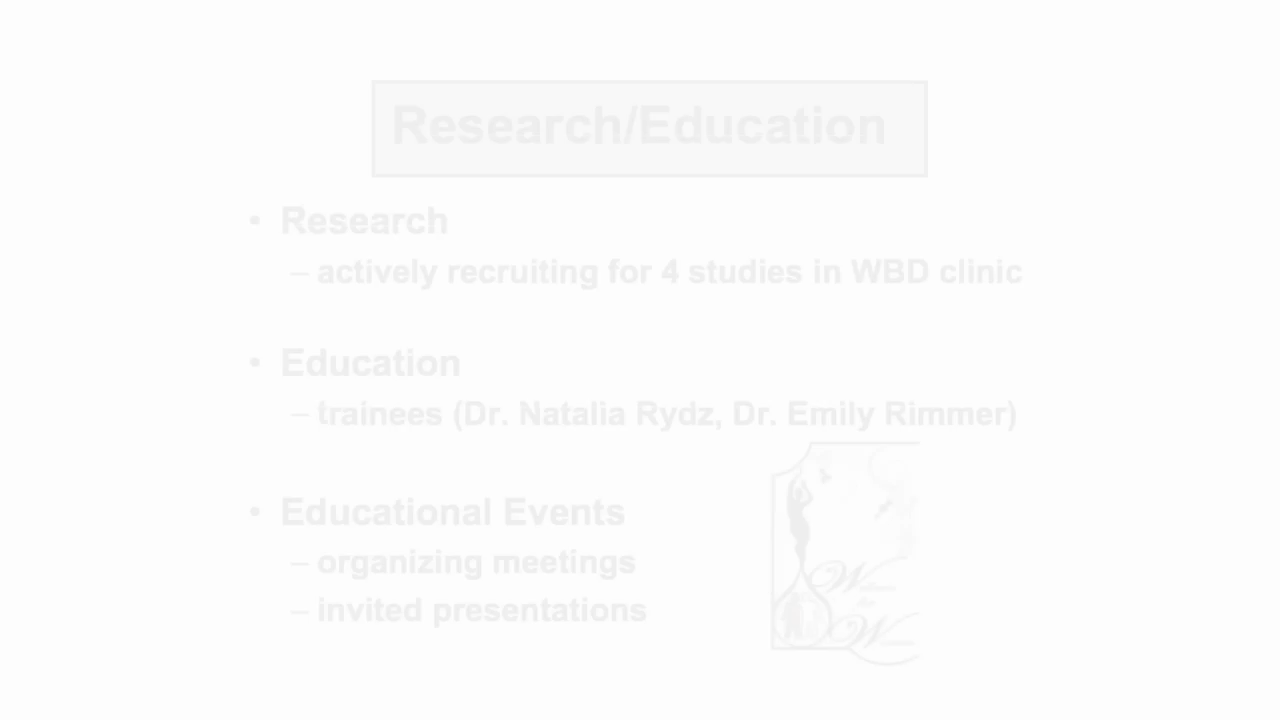 Research/Education
• Research
– actively recruiting for 4 studies in WBD clinic
• Education
– trainees (Dr. Natalia Rydz, Dr. Emily Rimmer)
• Educational Events
– organizing meetings
– invited presentations